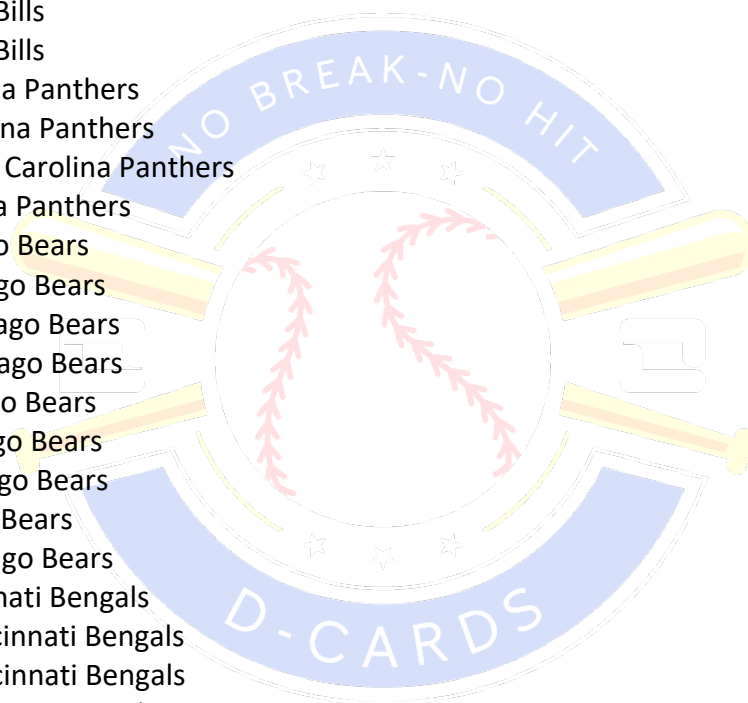 Bills
Bills
a Panthers
na Panthers
Carolina Panthers
a Panthers
o Bears
go Bears
ago Bears
ago Bears
o Bears
go Bears
go Bears
Bears
ago Bears
nati Bengals
cinnati Bengals
cinnati Bengals
NO BREAK-NO HIT
D-CARDS